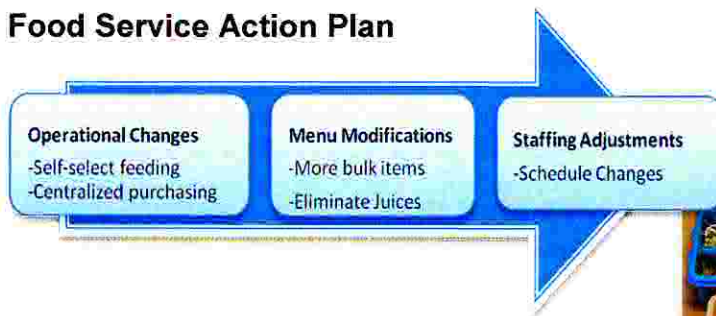 Food Service Action Plan
Operational Changes
-Self-select feeding
-Centralized purchasing
Menu Modifications
-More bulk items
-Eliminate Juices
Staffing Adjustments
-Schedule Changes